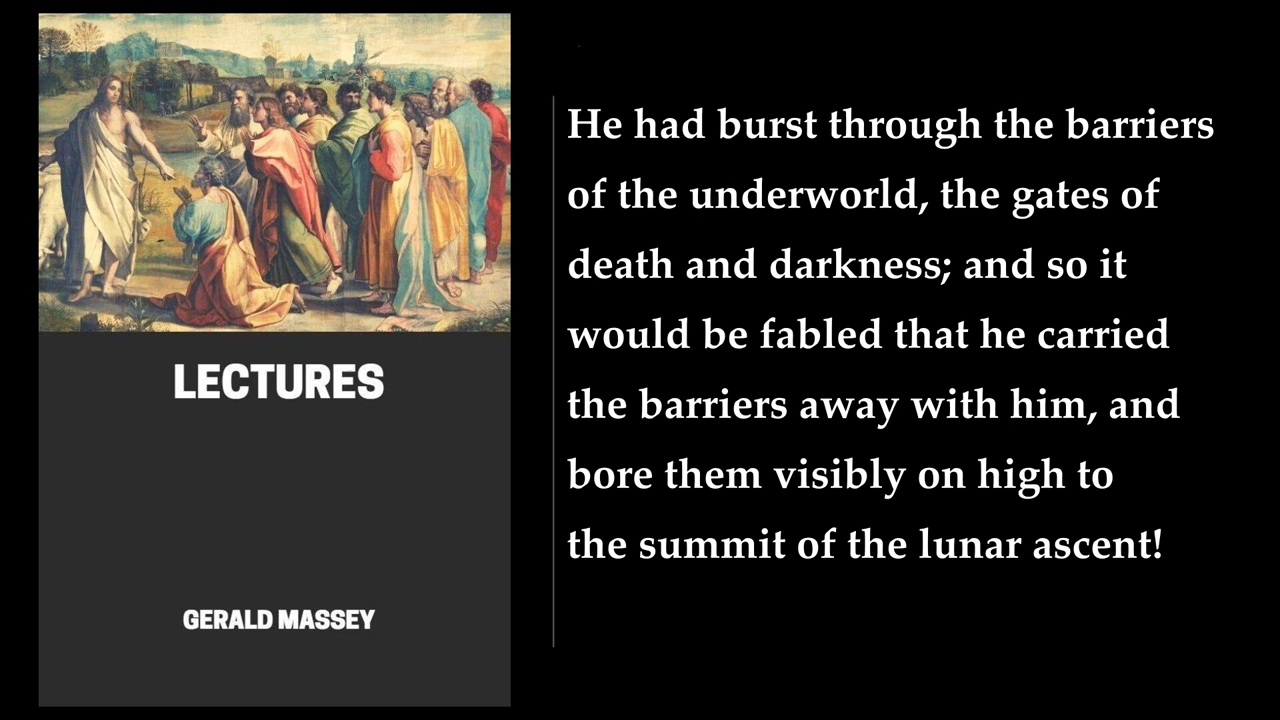 LECTURES
GERALD MASSEY
He had burst through the barriers
of the underworld, the gates of
death and darkness; and so it
would be fabled that he carried
the barriers away with him, and
bore them visibly on high to
the summit of the lunar ascent!